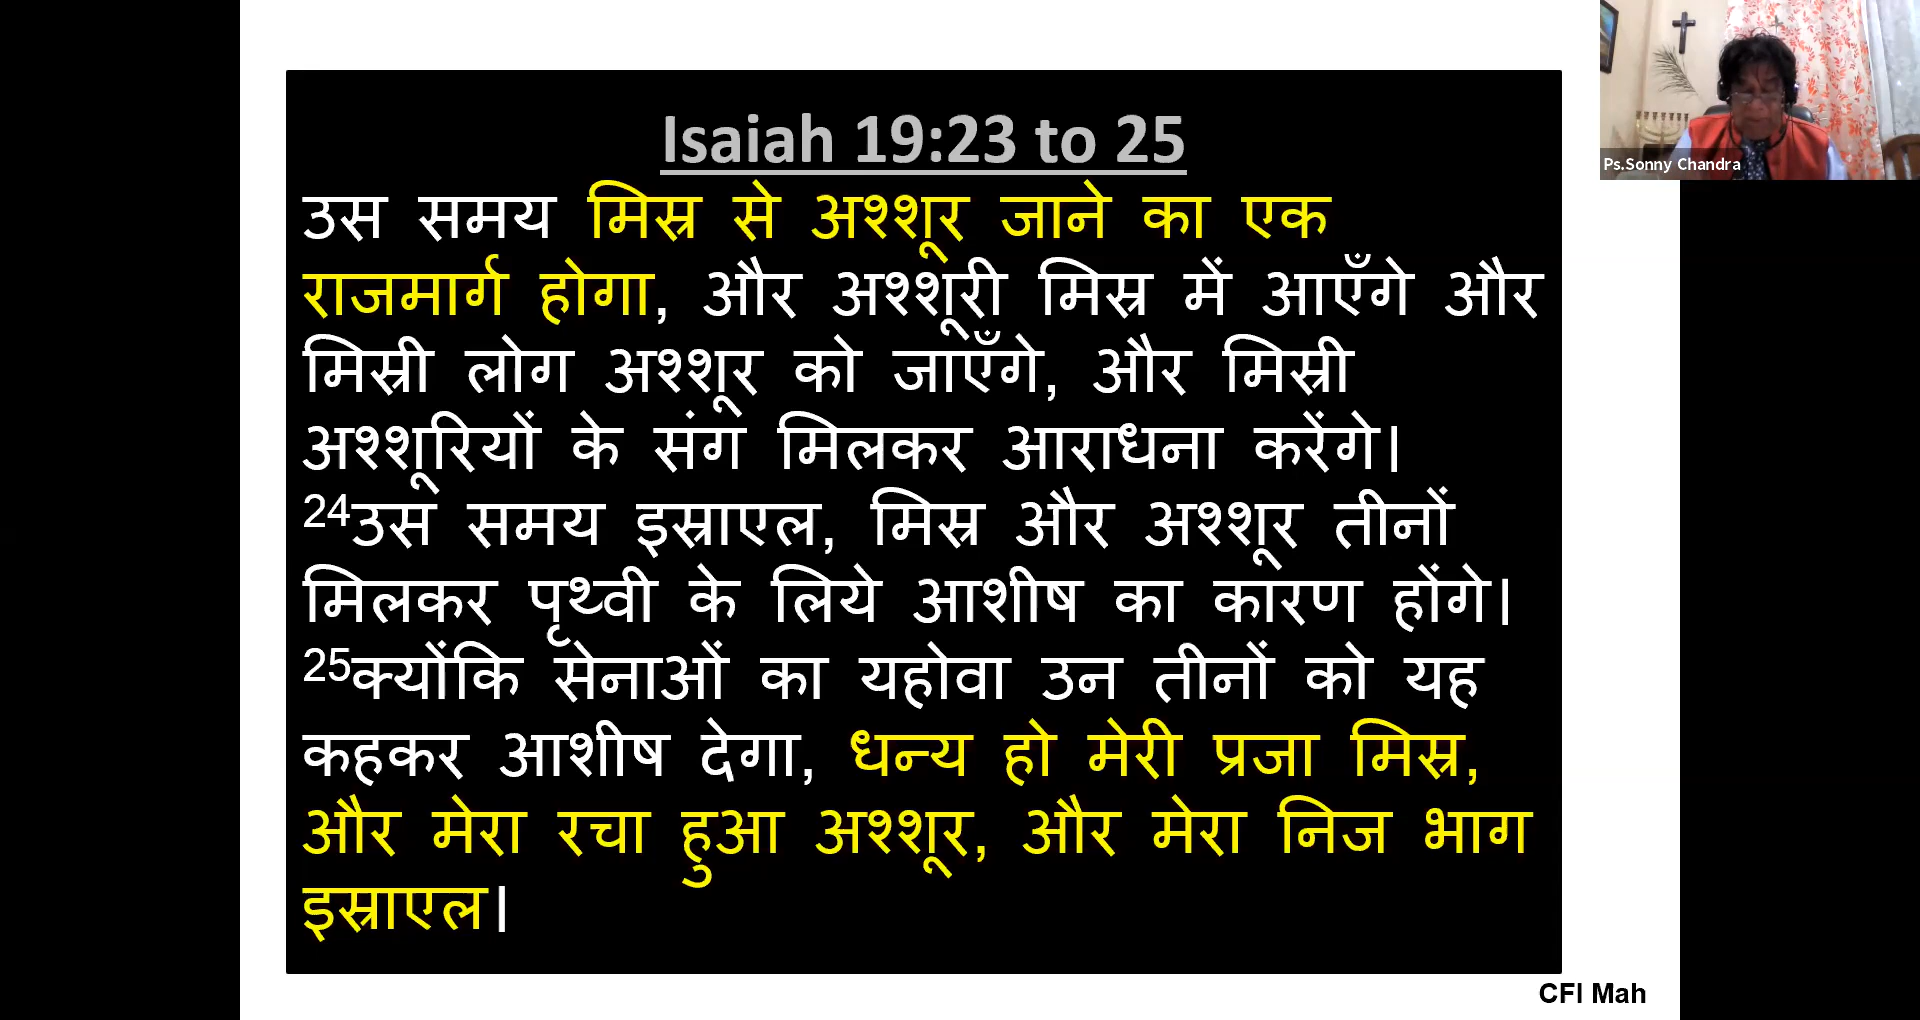 Isaiah 19:23 to 25
उस समय मिस्र से अश्शूर जाने का एक
राजमार्ग होगा, और अश्शूरी मिस्र में आएँगे और
मिस्री लोग अश्शूर को जाएँगे, और मिस्री
अश्शूरियों के संग मिलकर आराधना करेंगे।
24उस समय इस्राएल, मिस्र और अश्शूर तीनों
मिलकर पृथ्वी के लिये आशीष का कारण होंगे।
25क्योंकि सेनाओं का यहोवा उन तीनों को यह
कहकर आशीष देगा, धन्य हो मेरी प्रजा मिस्र,
और मेरा रचा हुआ अश्शूर, और मेरा निज भाग
इस्राएल।
Ps.Sonny Chandra
CFI Mah